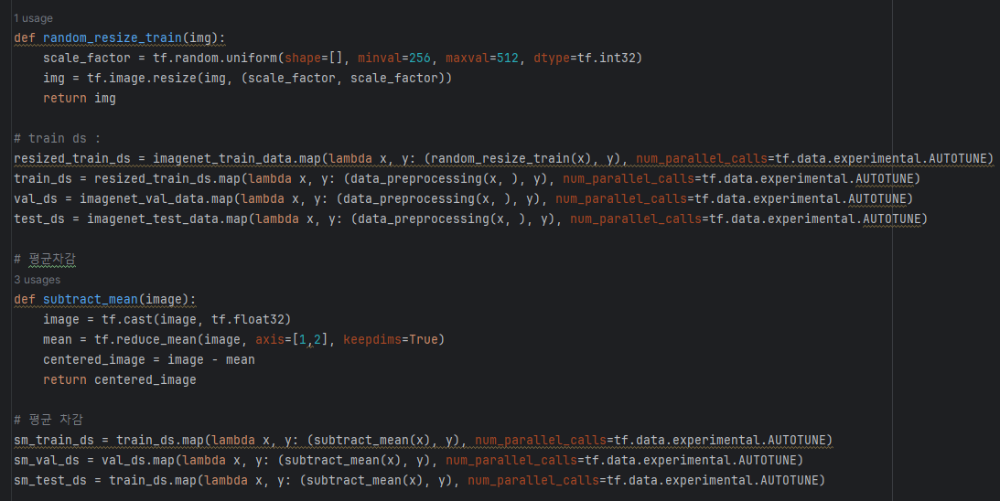 1 usage
def random_resize_train(img):
    scale_factor = tf.random.uniform(shape=[], minval=256, maxval=512, dtype=tf.int32)
    img = tf.image.resize(img, (scale_factor, scale_factor))
    return img
# train ds :
resized_train_ds = imagenet_train_data.map(lambda x, y: (random_resize_train(x), y), num_parallel_calls=tf.data.experimental.AUTOTUNE)
train_ds = resized_train_ds.map(lambda x, y: (data_preprocessing(x, ), y), num_parallel_calls=tf.data.experimental.AUTOTUNE)
val_ds = imagenet_val_data.map(lambda x, y: (data_preprocessing(x, ), y), num_parallel_calls=tf.data.experimental.AUTOTUNE)
test_ds = imagenet_test_data.map(lambda x, y: (data_preprocessing(x, ), y), num_parallel_calls=tf.data.experimental.AUTOTUNE)
# 평균차감
3 usages
def subtract_mean(image):
    image = tf.cast(image, tf.float32)
    mean = tf.reduce_mean(image, axis=[1,2], keepdims=True)
    centered_image = image - mean
    return centered_image
# 평균 차감
sm_train_ds = train_ds.map(lambda x, y: (subtract_mean(x), y), num_parallel_calls=tf.data.experimental.AUTOTUNE)
sm_val_ds = val_ds.map(lambda x, y: (subtract_mean(x), y), num_parallel_calls=tf.data.experimental.AUTOTUNE)
sm_test_ds = train_ds.map(lambda x, y: (subtract_mean(x), y), num_parallel_calls=tf.data.experimental.AUTOTUNE)